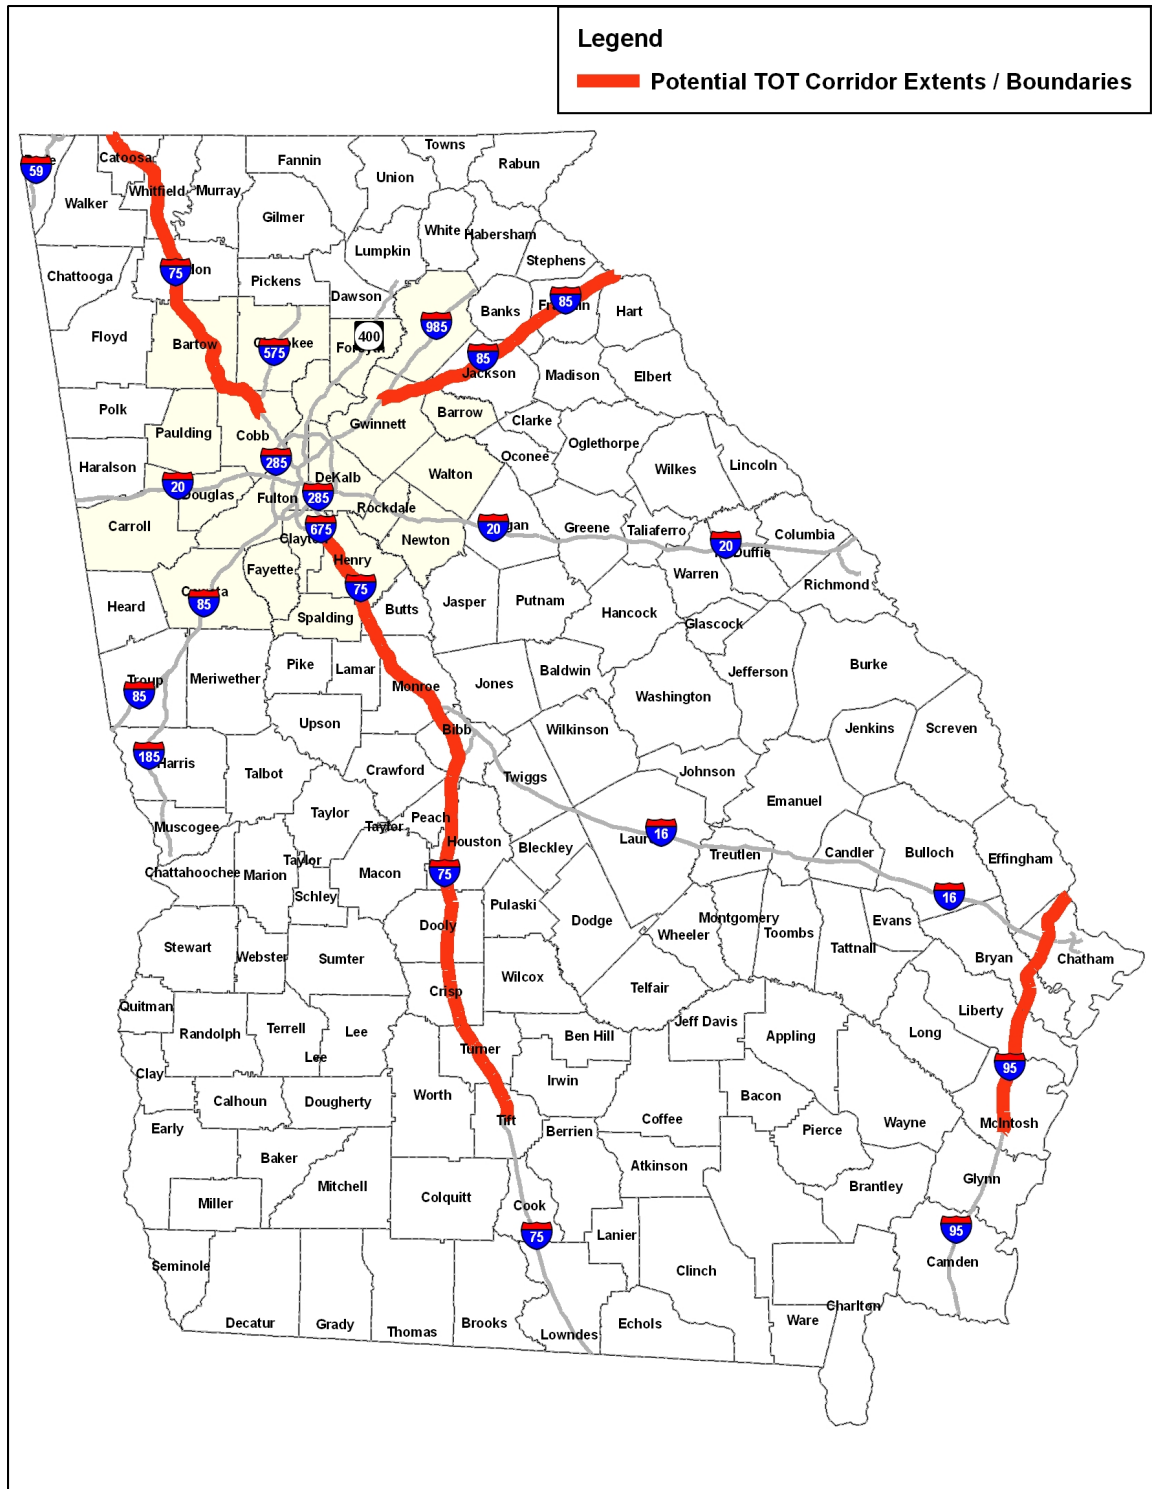 Legend
Potential TOT Corridor Extents / Boundaries
Towns
Catoosa
Fannin
Rabun
59
Union
Walker
Whitfield
Murray
Gilmer
White
Habersham
Lumpkin
Stephens
75
Chattooga
Pickens
Dawson
85
Banks
Hart
985
Floyd
400
Bartow
575
85
Jackson
Madison
Elbert
Polk
Barrow
Clarke
Gwinnett
Paulding
Cobb
Oglethorpe
Oconee
285
Haralson
DeKalb
Walton
Wilkes
Lincoln
20
Douglas
Fulton
285
Rockdale
Carroll
675
Clayton
Newton
20
Greene
Taliaferro
20
Columbia
Henry
Fayette
Warren
Richmond
75
85
Heard
Spalding
Butts
Jasper
Putnam
Hancock
Glascock
Troup
85
Meriwether
Pike
Lamar
Monroe
Jones
Baldwin
Washington
Jefferson
Burke
Upson
Bibb
Wilkinson
Jenkins
Screven
185
Harris
Talbot
Crawford
Twiggs
Johnson
Emanuel
Taylor
Peach
Muscogee
Taylor
Houston
16
Bleckley
Treutlen
Candler
Bulloch
Effingham
Chattahoochee
Marion
Taylor
Macon
75
Schley
Pulaski
16
Dooly
Dodge
Montgomery
Wheeler
Toombs
Evans
Tattnall
Stewart
Webster
Sumter
Bryan
Chatham
Wilcox
Crisp
Telfair
Quitman
Randolph
Terrell
Lee
Lee
Turner
Ben Hill
Jeff Davis
Appling
Long
Liberty
Clay
95
Calhoun
Dougherty
Worth
Irwin
Bacon
Early
Tift
Berrien
Coffee
Pierce
Wayne
McIntosh
Baker
Mitchell
Atkinson
Glynn
Miller
Colquitt
Cook
Brantley
75
Lanier
95
Camden
Seminole
Clinch
Charlton
Decatur
Grady
Thomas
Brooks
Lowndes
Echols
Ware